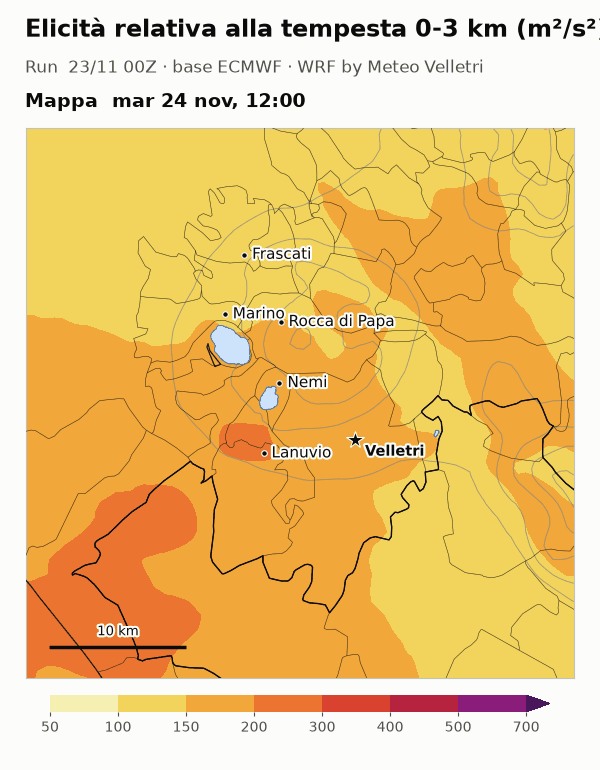 Elicità relativa alla tempesta 0-3 km (m²/s²)
Run  23/11 00Z · base ECMWF · WRF by Meteo Velletri
Mappa  mar 24 nov, 12:00
Frascati
Marino
Rocca di Papa
Nemi
Velletri
Lanuvio
10 km
50 100 150 200 300 400 500 700